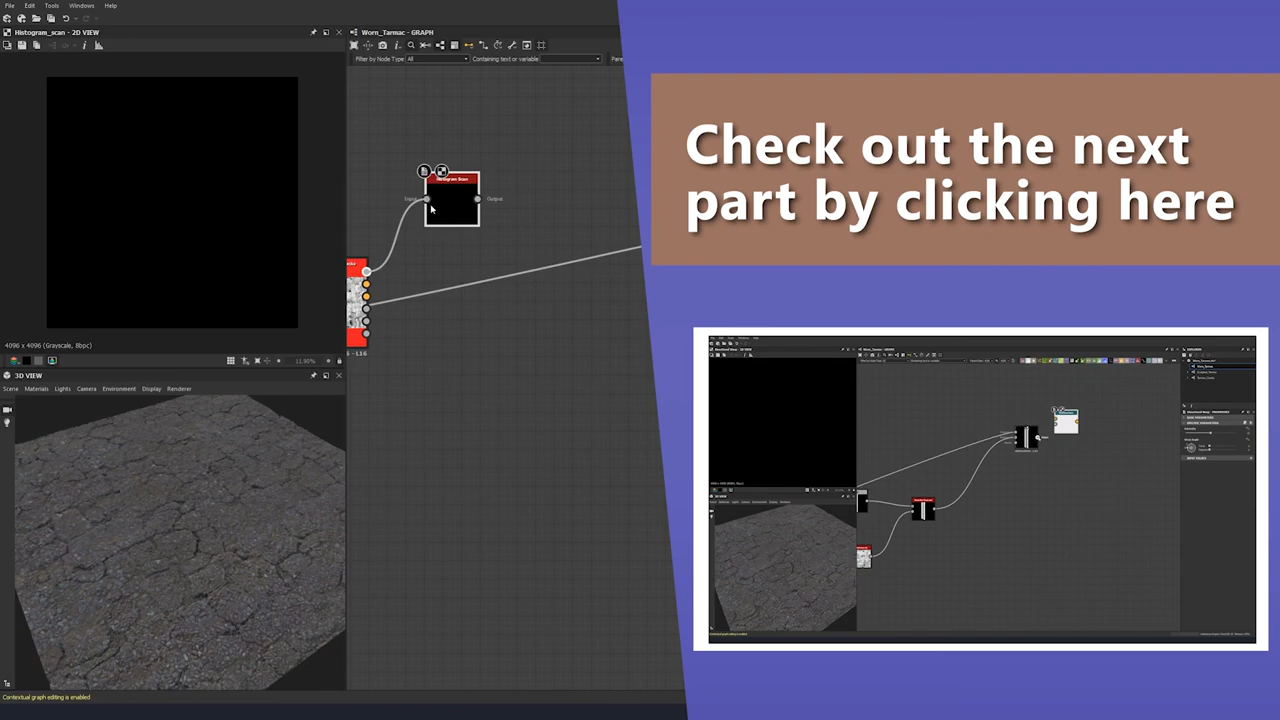 File Edit Tools Windows Help
Histogram_scan - 2D VIEW
4096 x 4096 (Grayscale, 8bpc)
11.90%
3D VIEW
Scene Materials Lights Camera Environment Display Renderer
Contextual graph editing is enabled
Worn_Tarmac - GRAPH
Filter by Node Type: All Containing text or variable Pare
Histogram Scan
Input
Output
Check out the next
part by clicking here